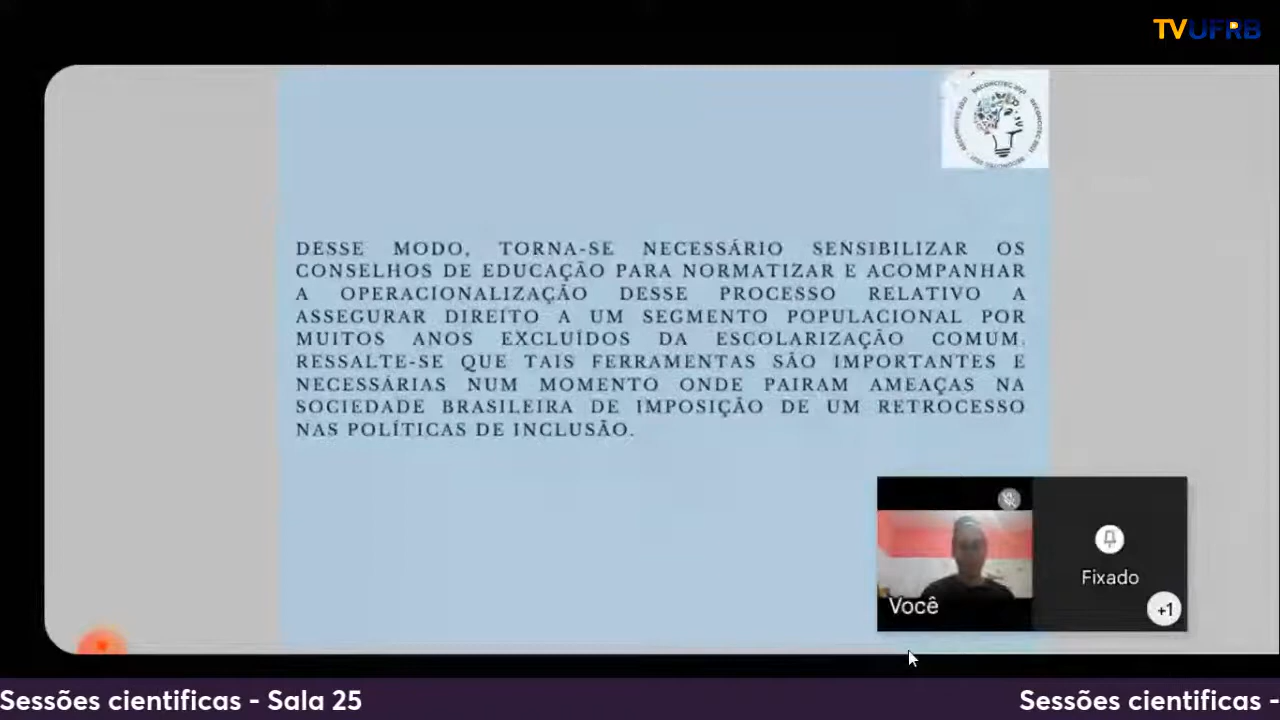 TVUFRB
RECONCITEC 2021
DESSE MODO, TORNA-SE NECESSÁRIO SENSIBILIZAR OS
CONSELHOS DE EDUCAÇÃO PARA NORMATIZAR E ACOMPANHAR
A OPERACIONALIZAÇÃO DESSE PROCESSO RELATIVO A
ASSEGURAR DIREITO A UM SEGMENTO POPULACIONAL POR
MUITOS ANOS EXCLUÍDOS DA ESCOLARIZAÇÃO COMUM.
RESSALTE-SE QUE TAIS FERRAMENTAS SÃO IMPORTANTES E
NECESSÁRIAS NUM MOMENTO ONDE PAIRAM AMEAÇAS NA
SOCIEDADE BRASILEIRA DE IMPOSIÇÃO DE UM RETROCESSO
NAS POLÍTICAS DE INCLUSÃO.
Fixado
Você
+1
Sessões cientificas - Sala 25
Sessões cientificas -